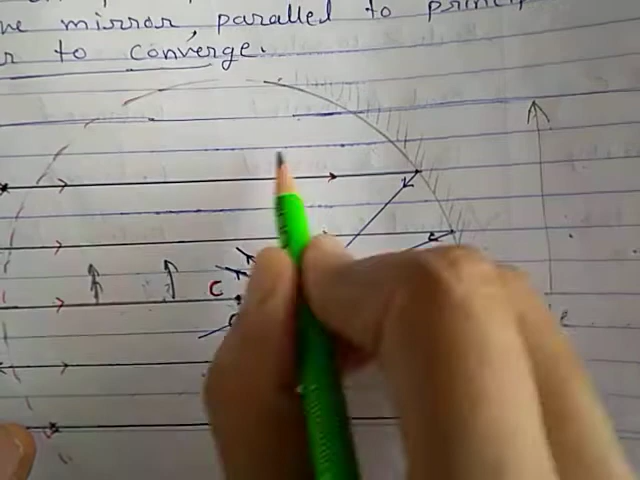 mirror, parallel to
to converge.
C